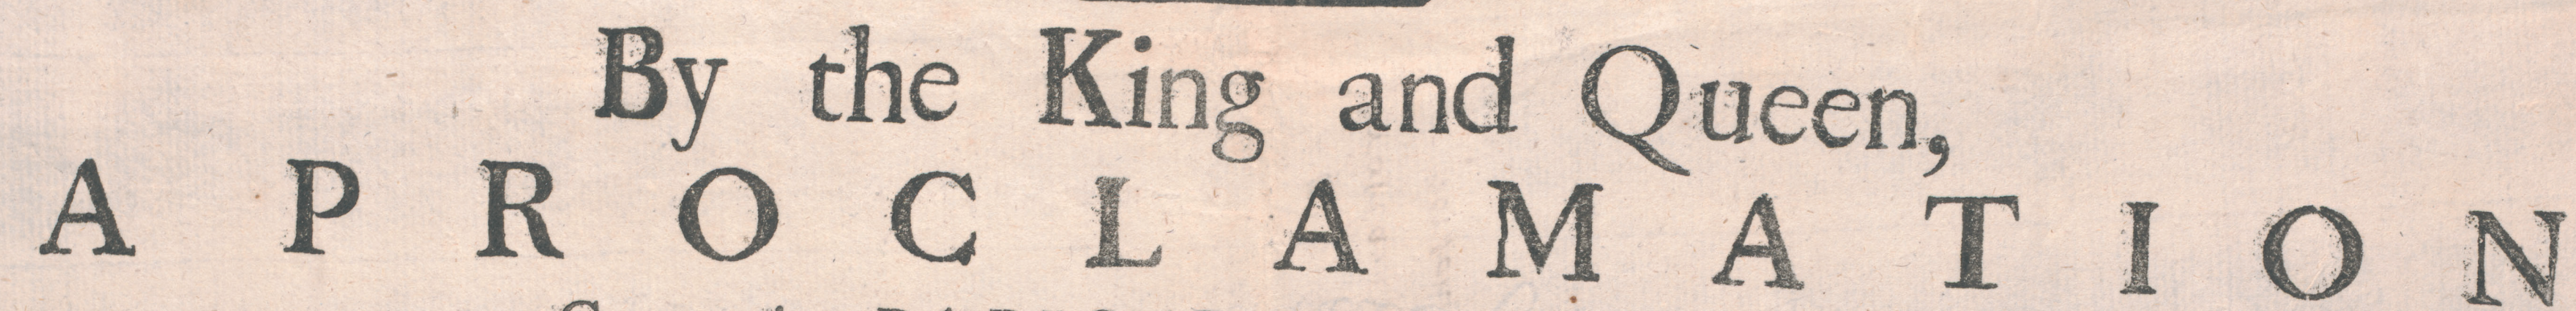 By the King and Queen,
A PROCLAMATION